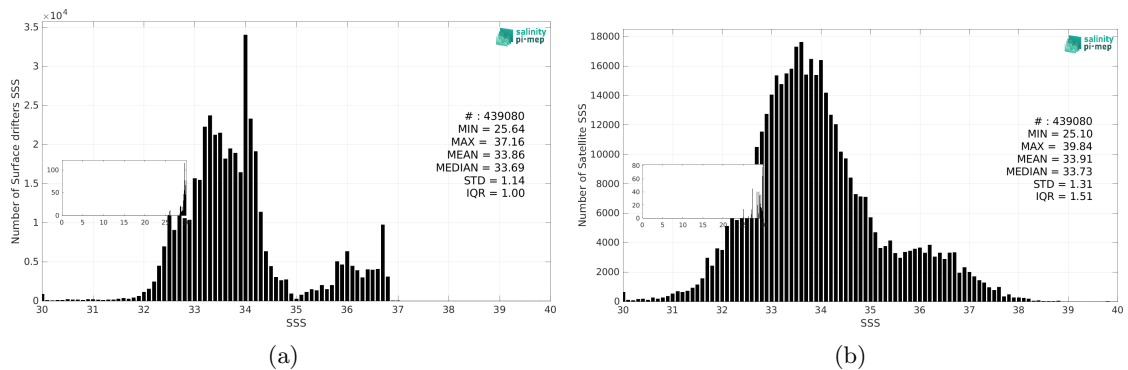 ×10⁴
3.5
3
2.5
2
1.5
1
0.5
0
Number of Surface drifters SSS
30 31 32 33 34 35 36 37 38 39 40
SSS
salinity
pi-mep
# : 439080
MIN = 25.64
MAX = 37.16
MEAN = 33.86
MEDIAN = 33.69
STD = 1.14
IQR = 1.00
100
50
0
0 5 10 15 20 25
(a)
18000
16000
14000
12000
10000
8000
6000
4000
2000
0
Number of Satellite SSS
30 31 32 33 34 35 36 37 38 39 40
SSS
salinity
pi-mep
# : 439080
MIN = 25.10
MAX = 39.84
MEAN = 33.91
MEDIAN = 33.73
STD = 1.31
IQR = 1.51
80
60
40
20
0
0 5 10 15 20
(b)